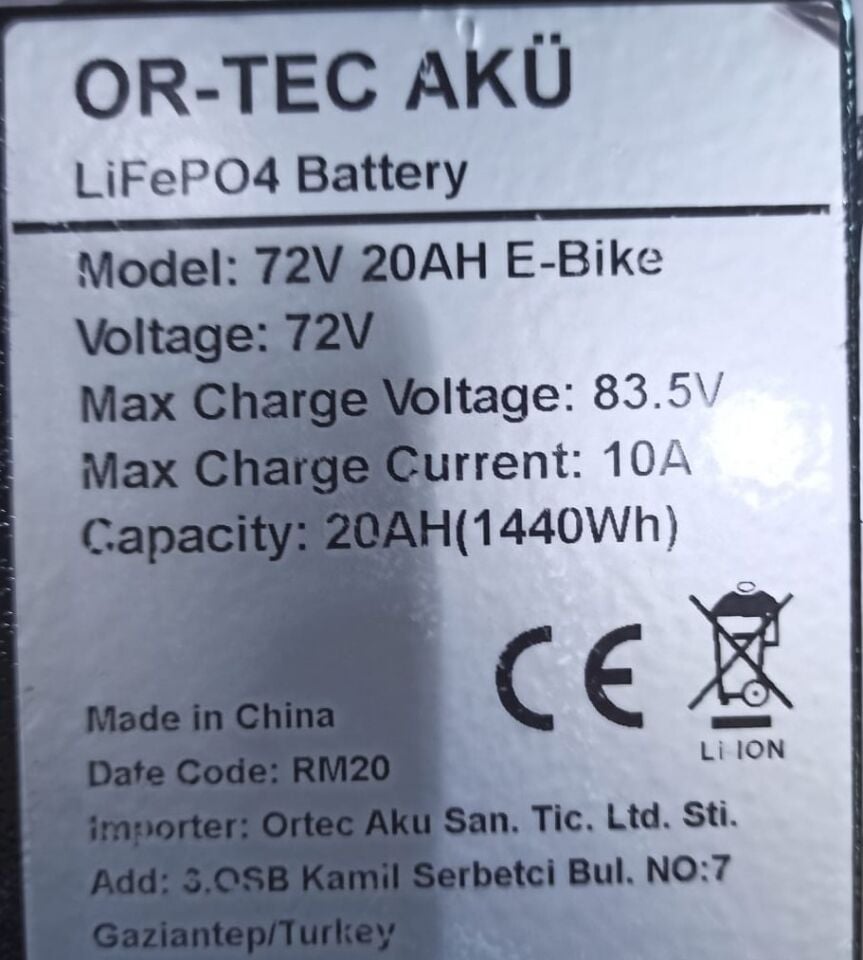 OR-TEC AKÜ
LiFePO4 Battery
Model: 72V 20AH E-Bike
Voltage: 72V
Max Charge Voltage: 83.5V
Max Charge Current: 10A
Capacity: 20AH(1440Wh)
CE
Li ION
Made in China
Date Code: RM20
Importer: Ortec Aku San. Tic. Ltd. Sti.
Add: 3.OSB Kamil Serbetci Bul. NO:7
Gaziantep/Turkey